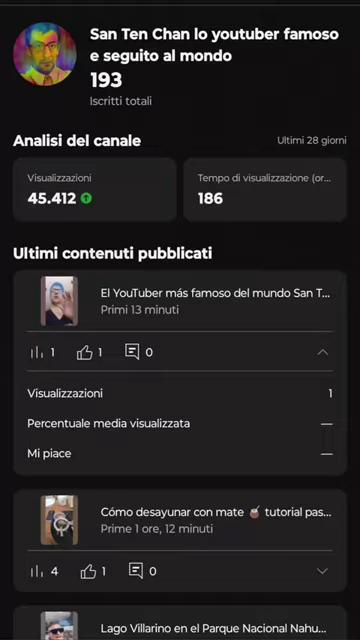 San Ten Chan lo youtuber famoso
e seguito al mondo
193
Iscritti totali
Analisi del canale
Ultimi 28 giorni
Visualizzazioni
Tempo di visualizzazione (or...
45.412
186
Ultimi contenuti pubblicati
El YouTuber más famoso del mundo San T...
Primi 13 minuti
1 1 0
Visualizzazioni 1
Percentuale media visualizzata —
Mi piace —
Cómo desayunar con mate 🧉 tutorial pas...
Prime 1 ore, 12 minuti
4 1 0
Lago Villarino en el Parque Nacional Nahu...